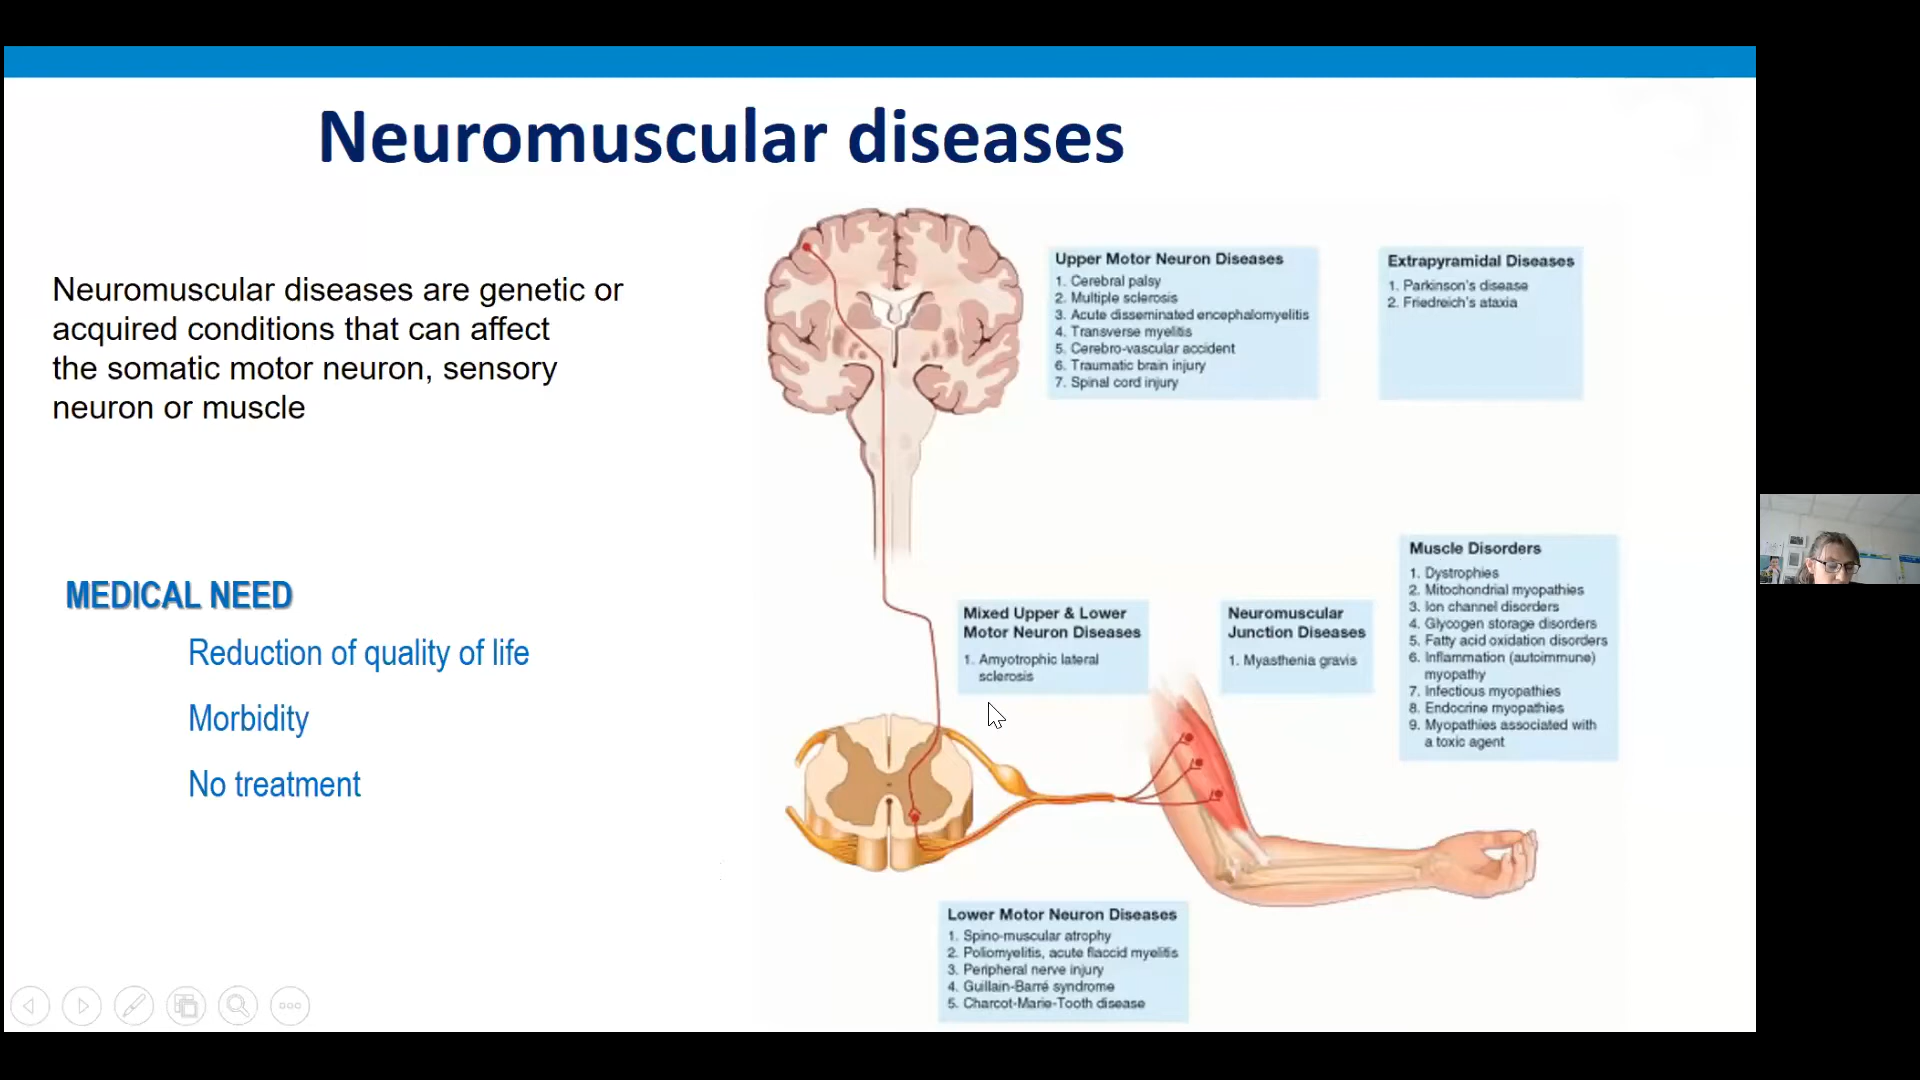 Neuromuscular diseases
Neuromuscular diseases are genetic or
acquired conditions that can affect
the somatic motor neuron, sensory
neuron or muscle
MEDICAL NEED
Reduction of quality of life
Morbidity
No treatment
Upper Motor Neuron Diseases
1. Cerebral palsy
2. Multiple sclerosis
3. Acute disseminated encephalomyelitis
4. Transverse myelitis
5. Cerebro-vascular accident
6. Traumatic brain injury
7. Spinal cord injury
Extrapyramidal Diseases
1. Parkinson's disease
2. Friedreich's ataxia
Mixed Upper & Lower
Motor Neuron Diseases
1. Amyotrophic lateral
sclerosis
Neuromuscular
Junction Diseases
1. Myasthenia gravis
Muscle Disorders
1. Dystrophies
2. Mitochondrial myopathies
3. Ion channel disorders
4. Glycogen storage disorders
5. Fatty acid oxidation disorders
6. Inflammation (autoimmune)
myopathy
7. Infectious myopathies
8. Endocrine myopathies
9. Myopathies associated with
a toxic agent
Lower Motor Neuron Diseases
1. Spino-muscular atrophy
2. Poliomyelitis, acute flaccid myelitis
3. Peripheral nerve injury
4. Guillain-Barré syndrome
5. Charcot-Marie-Tooth disease